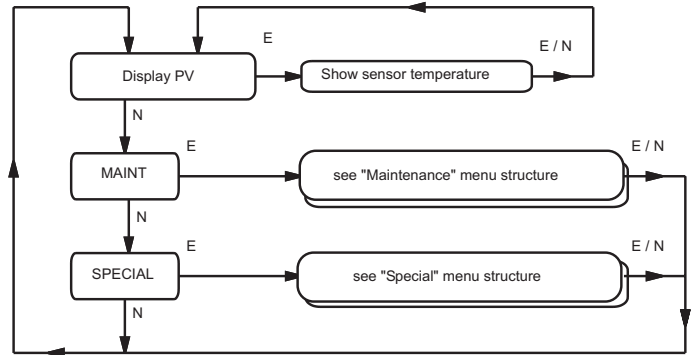 E
E / N
Display PV
Show sensor temperature
N
E
E / N
MAINT
see "Maintenance" menu structure
N
E
E / N
SPECIAL
see "Special" menu structure
N